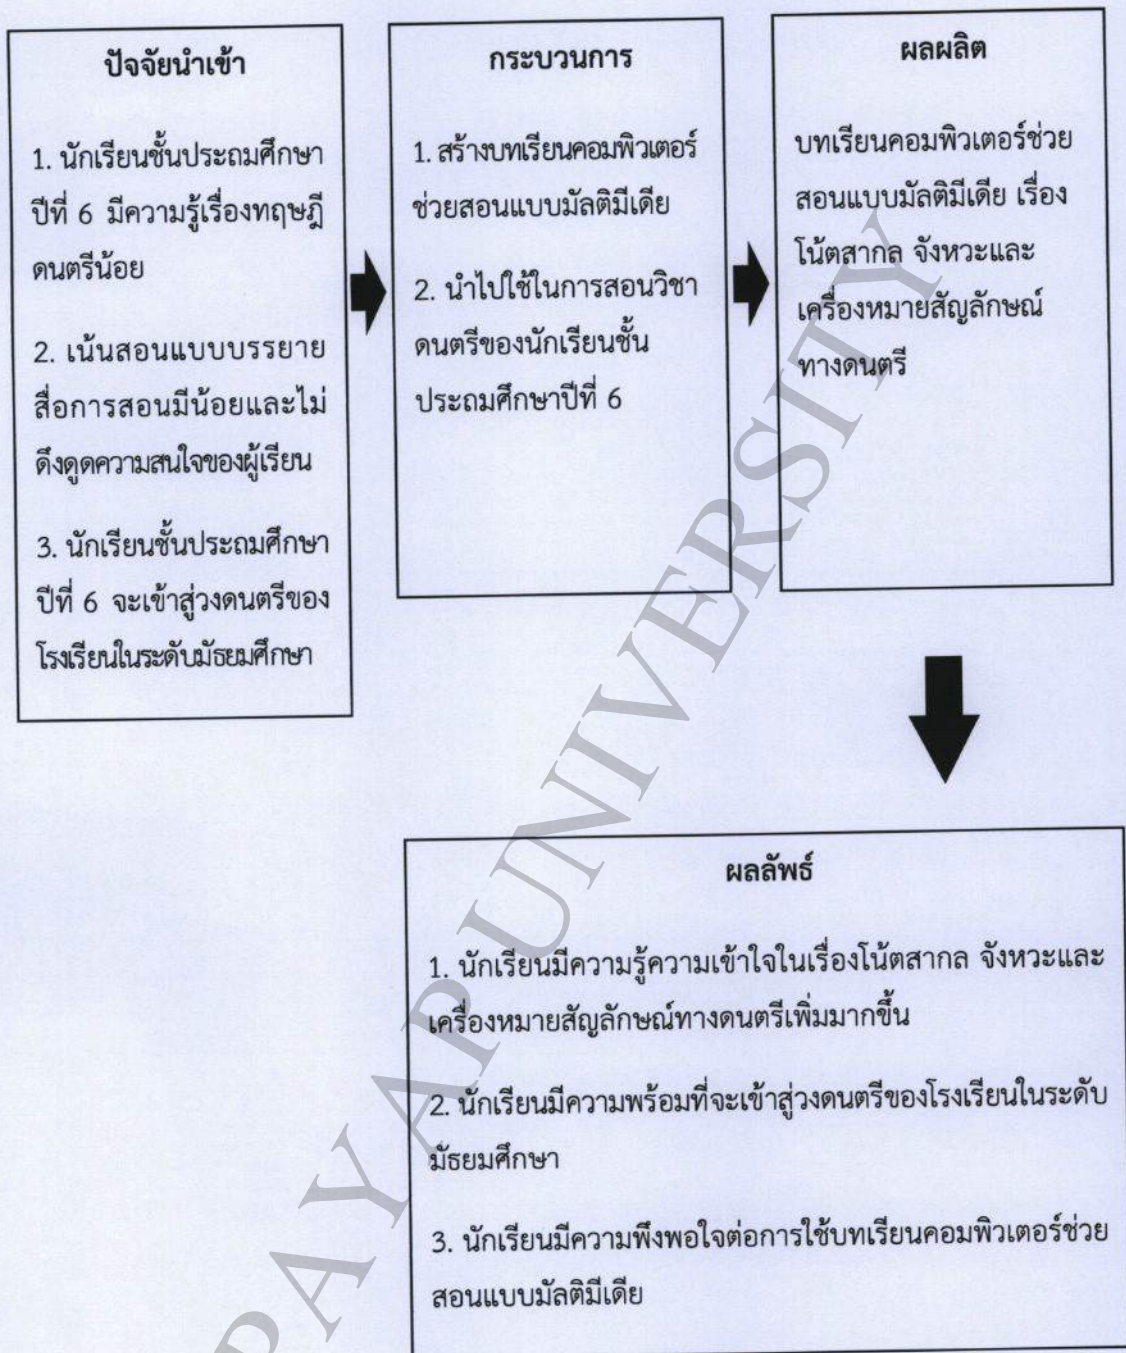 ปัจจัยนำเข้า
1. นักเรียนชั้นประถมศึกษา
ปีที่ 6 มีความรู้เรื่องทฤษฎี
ดนตรีน้อย
2. เน้นสอนแบบบรรยาย
สื่อการสอนมีน้อยและไม่
ดึงดูดความสนใจของผู้เรียน
3. นักเรียนชั้นประถมศึกษา
ปีที่ 6 จะเข้าสู่วงดนตรีของ
โรงเรียนในระดับมัธยมศึกษา
กระบวนการ
1. สร้างบทเรียนคอมพิวเตอร์
ช่วยสอนแบบมัลติมีเดีย
2. นำไปใช้ในการสอนวิชา
ดนตรีของนักเรียนชั้น
ประถมศึกษาปีที่ 6
ผลผลิต
บทเรียนคอมพิวเตอร์ช่วย
สอนแบบมัลติมีเดีย เรื่อง
โน้ตสากล จังหวะและ
เครื่องหมายสัญลักษณ์
ทางดนตรี
ผลลัพธ์
1. นักเรียนมีความรู้ความเข้าใจในเรื่องโน้ตสากล จังหวะและ
เครื่องหมายสัญลักษณ์ทางดนตรีเพิ่มมากขึ้น
2. นักเรียนมีความพร้อมที่จะเข้าสู่วงดนตรีของโรงเรียนในระดับ
มัธยมศึกษา
3. นักเรียนมีความพึงพอใจต่อการใช้บทเรียนคอมพิวเตอร์ช่วย
สอนแบบมัลติมีเดีย
PAYAP UNIVERSITY